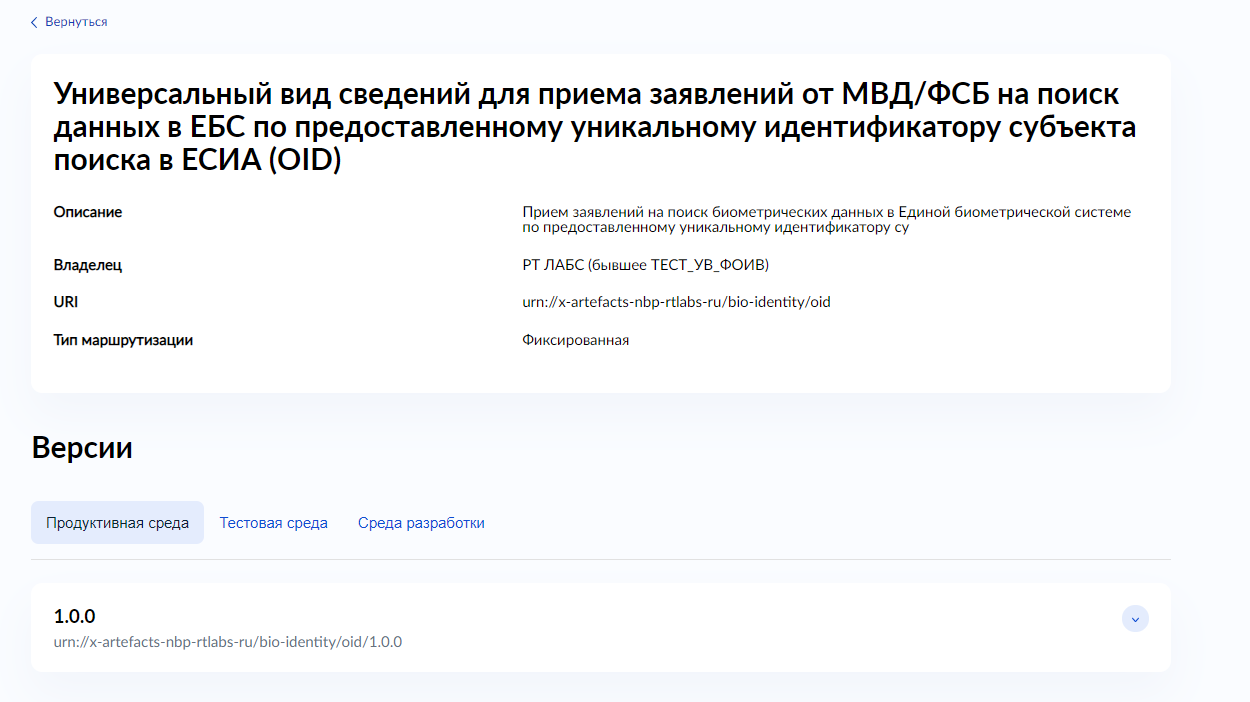 Вернуться
Универсальный вид сведений для приема заявлений от МВД/ФСБ на поиск
данных в ЕБС по предоставленному уникальному идентификатору субъекта
поиска в ЕСИА (OID)
Описание
Прием заявлений на поиск биометрических данных в Единой биометрической системе
по предоставленному уникальному идентификатору су
Владелец
РТ ЛАБС (бывшее ТЕСТ_УВ_ФОИВ)
URI
urn://x-artefacts-nbp-rtlabs-ru/bio-identity/oid
Тип маршрутизации
Фиксированная
Версии
Продуктивная среда
Тестовая среда
Среда разработки
1.0.0
urn://x-artefacts-nbp-rtlabs-ru/bio-identity/oid/1.0.0